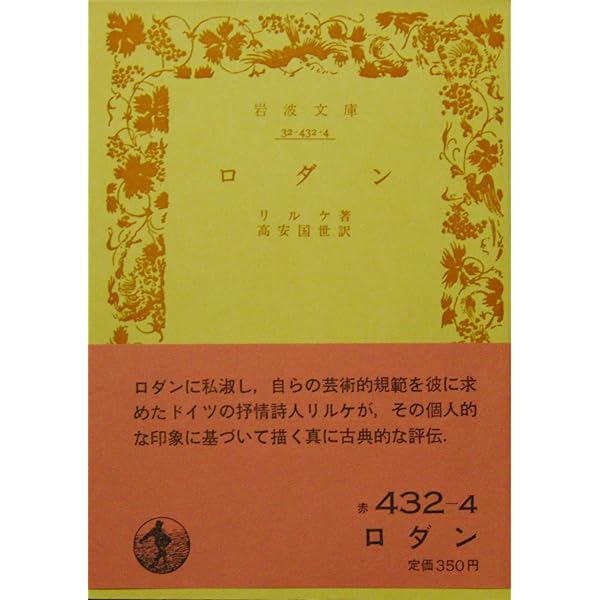 岩波文庫
32-432-4
ロダン
リルケ著
高安国世訳
ロダンに私淑し，自らの芸術的規範を彼に求
めたドイツの抒情詩人リルケが，その個人的
な印象に基づいて描く真に古典的な評伝．
赤 432-4
ロダン
定価350円